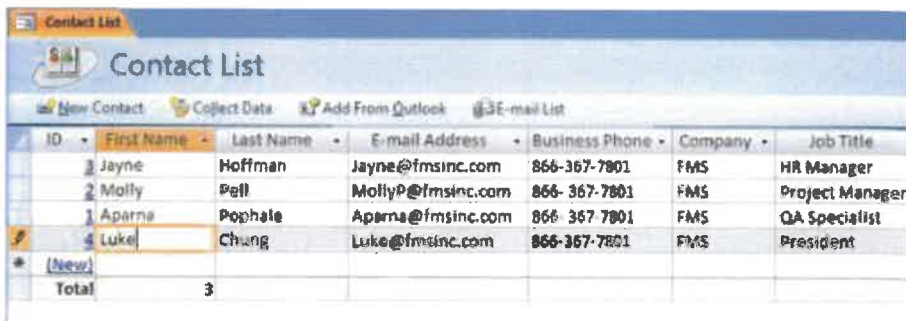 Contact List
Contact List
New Contact Collect Data Add From Outlook E-mail List
ID First Name Last Name E-mail Address Business Phone Company Job Title
3 Jayne Hoffman Jayne@fmsinc.com 866-367-7801 FMS HR Manager
2 Molly Pell MollyP@fmsinc.com 866-367-7801 FMS Project Manager
1 Aparna Pophale Aparna@fmsinc.com 866-367-7801 FMS QA Specialist
4 Luke Chung Luke@fmsinc.com 866-367-7801 FMS President
(New)
Total 3